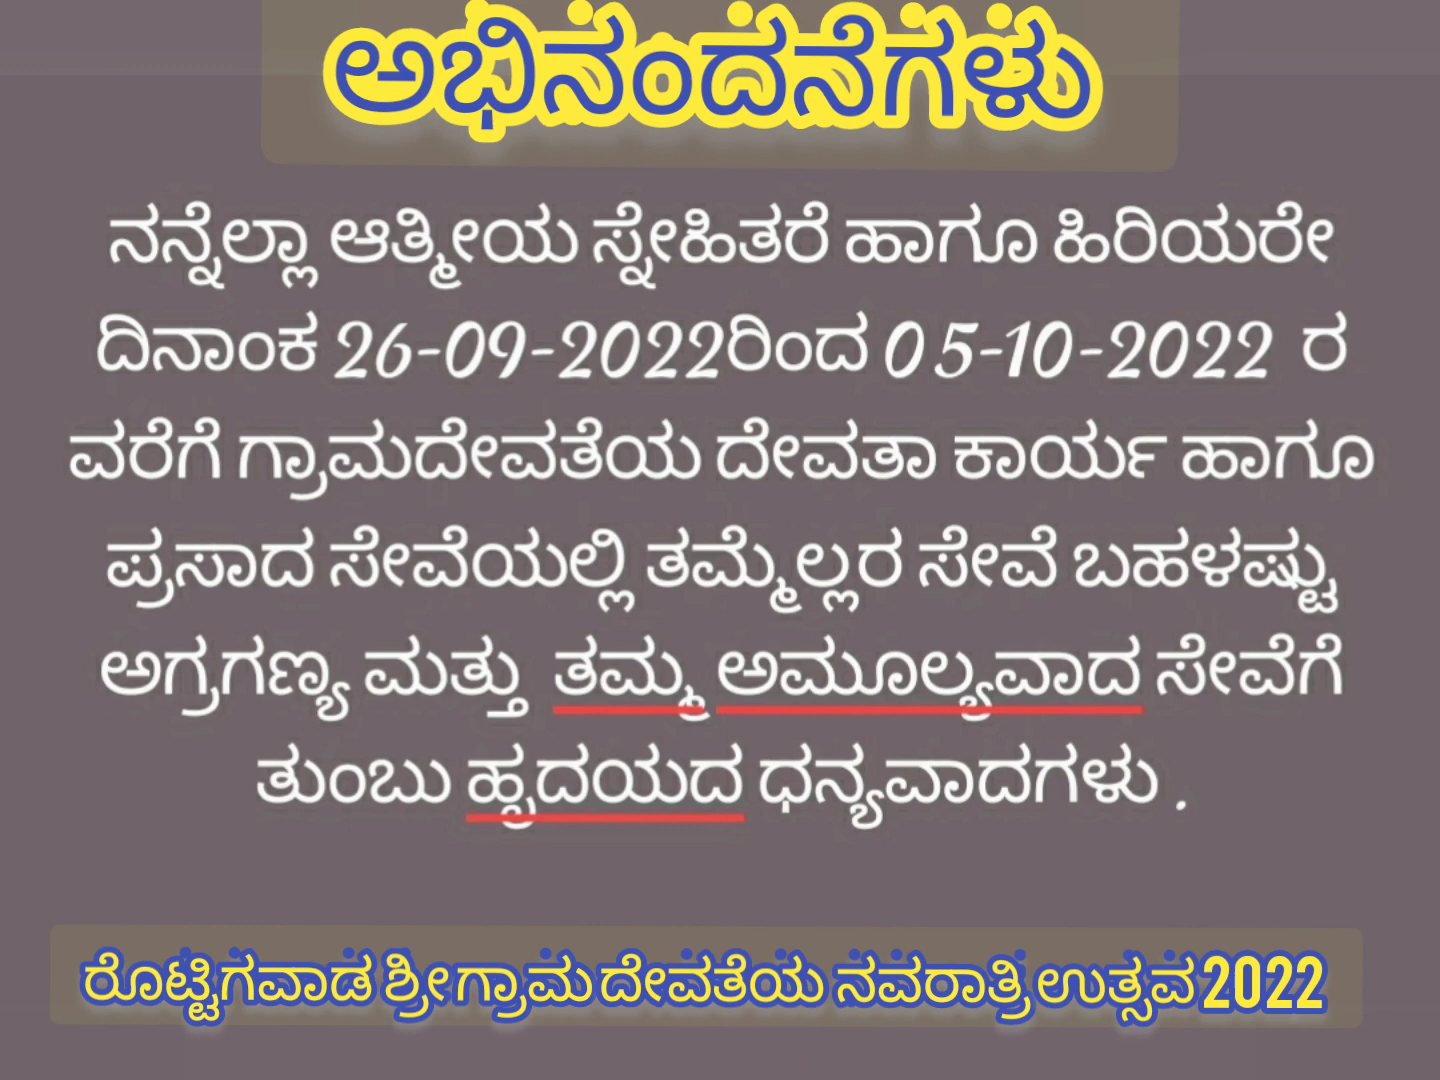 ಅಭಿನಂದನೆಗಳು
ನನ್ನೆಲ್ಲಾ ಆತ್ಮೀಯ ಸ್ನೇಹಿತರೆ ಹಾಗೂ ಹಿರಿಯರೇ
ದಿನಾಂಕ 26-09-2022ರಿಂದ 05-10-2022 ರ
ವರೆಗೆ ಗ್ರಾಮದೇವತೆಯ ದೇವತಾ ಕಾರ್ಯ ಹಾಗೂ
ಪ್ರಸಾದ ಸೇವೆಯಲ್ಲಿ ತಮ್ಮೆಲ್ಲರ ಸೇವೆ ಬಹಳಷ್ಟು
ಅಗ್ರಗಣ್ಯ ಮತ್ತು ತಮ್ಮ ಅಮೂಲ್ಯವಾದ ಸೇವೆಗೆ
ತುಂಬು ಹೃದಯದ ಧನ್ಯವಾದಗಳು .
ರೊಟ್ಟಿಗವಾಡ ಶ್ರೀ ಗ್ರಾಮದೇವತೆಯ ನವರಾತ್ರಿ ಉತ್ಸವ 2022